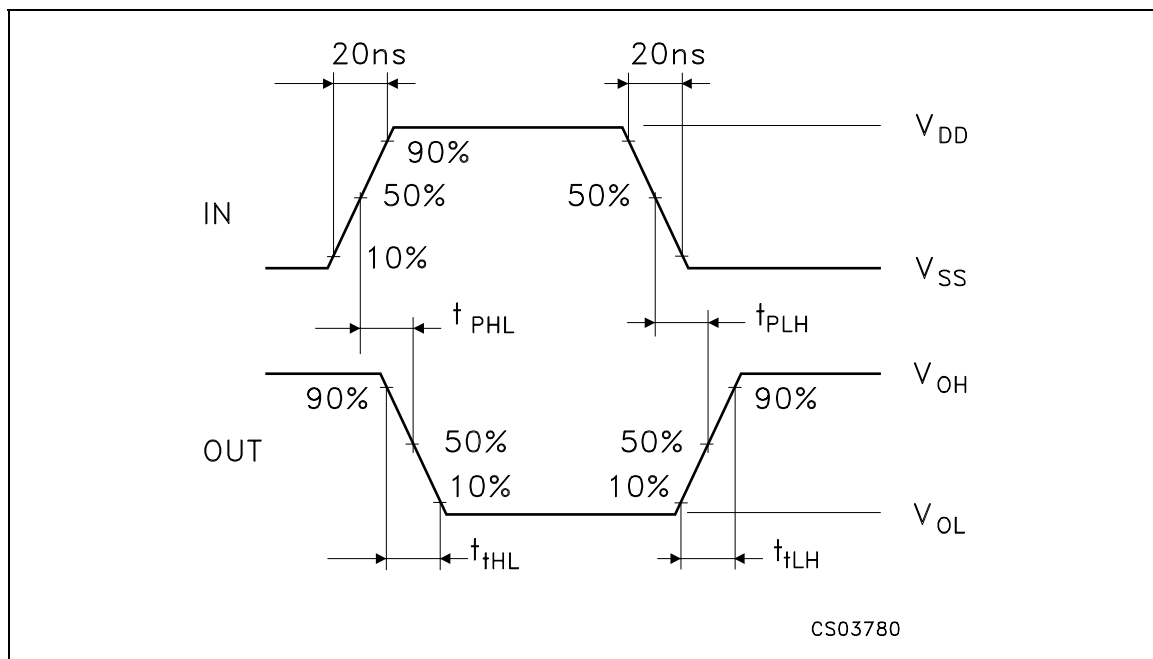 20ns 20ns
V_DD
90%
50% 50%
IN
10%
V_SS
t_PHL t_PLH
V_OH
90% 90%
50% 50%
OUT
10% 10%
V_OL
t_tHL t_tLH
CS03780